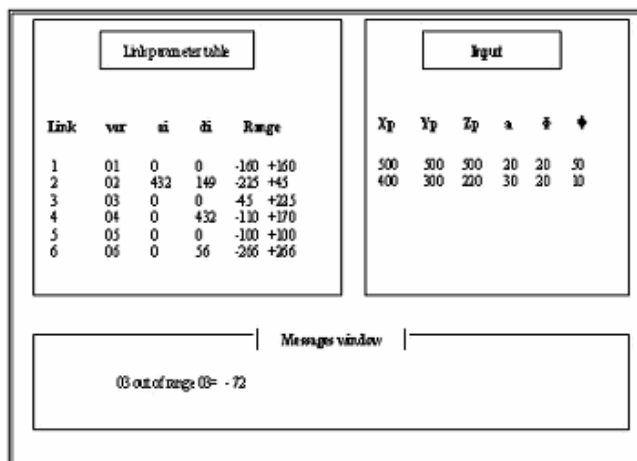 Link parameter table
Link var ai di Range
1 01 0 0 -160 +160
2 02 432 149 -225 +45
3 03 0 0 -45 +225
4 04 0 432 -110 +170
5 05 0 0 -100 +100
6 06 0 56 -266 +266
Input
Xp Yp Zp a Φ Φ
500 500 500 20 20 50
400 300 220 30 20 10
Messages window
03 out of range 03= -72